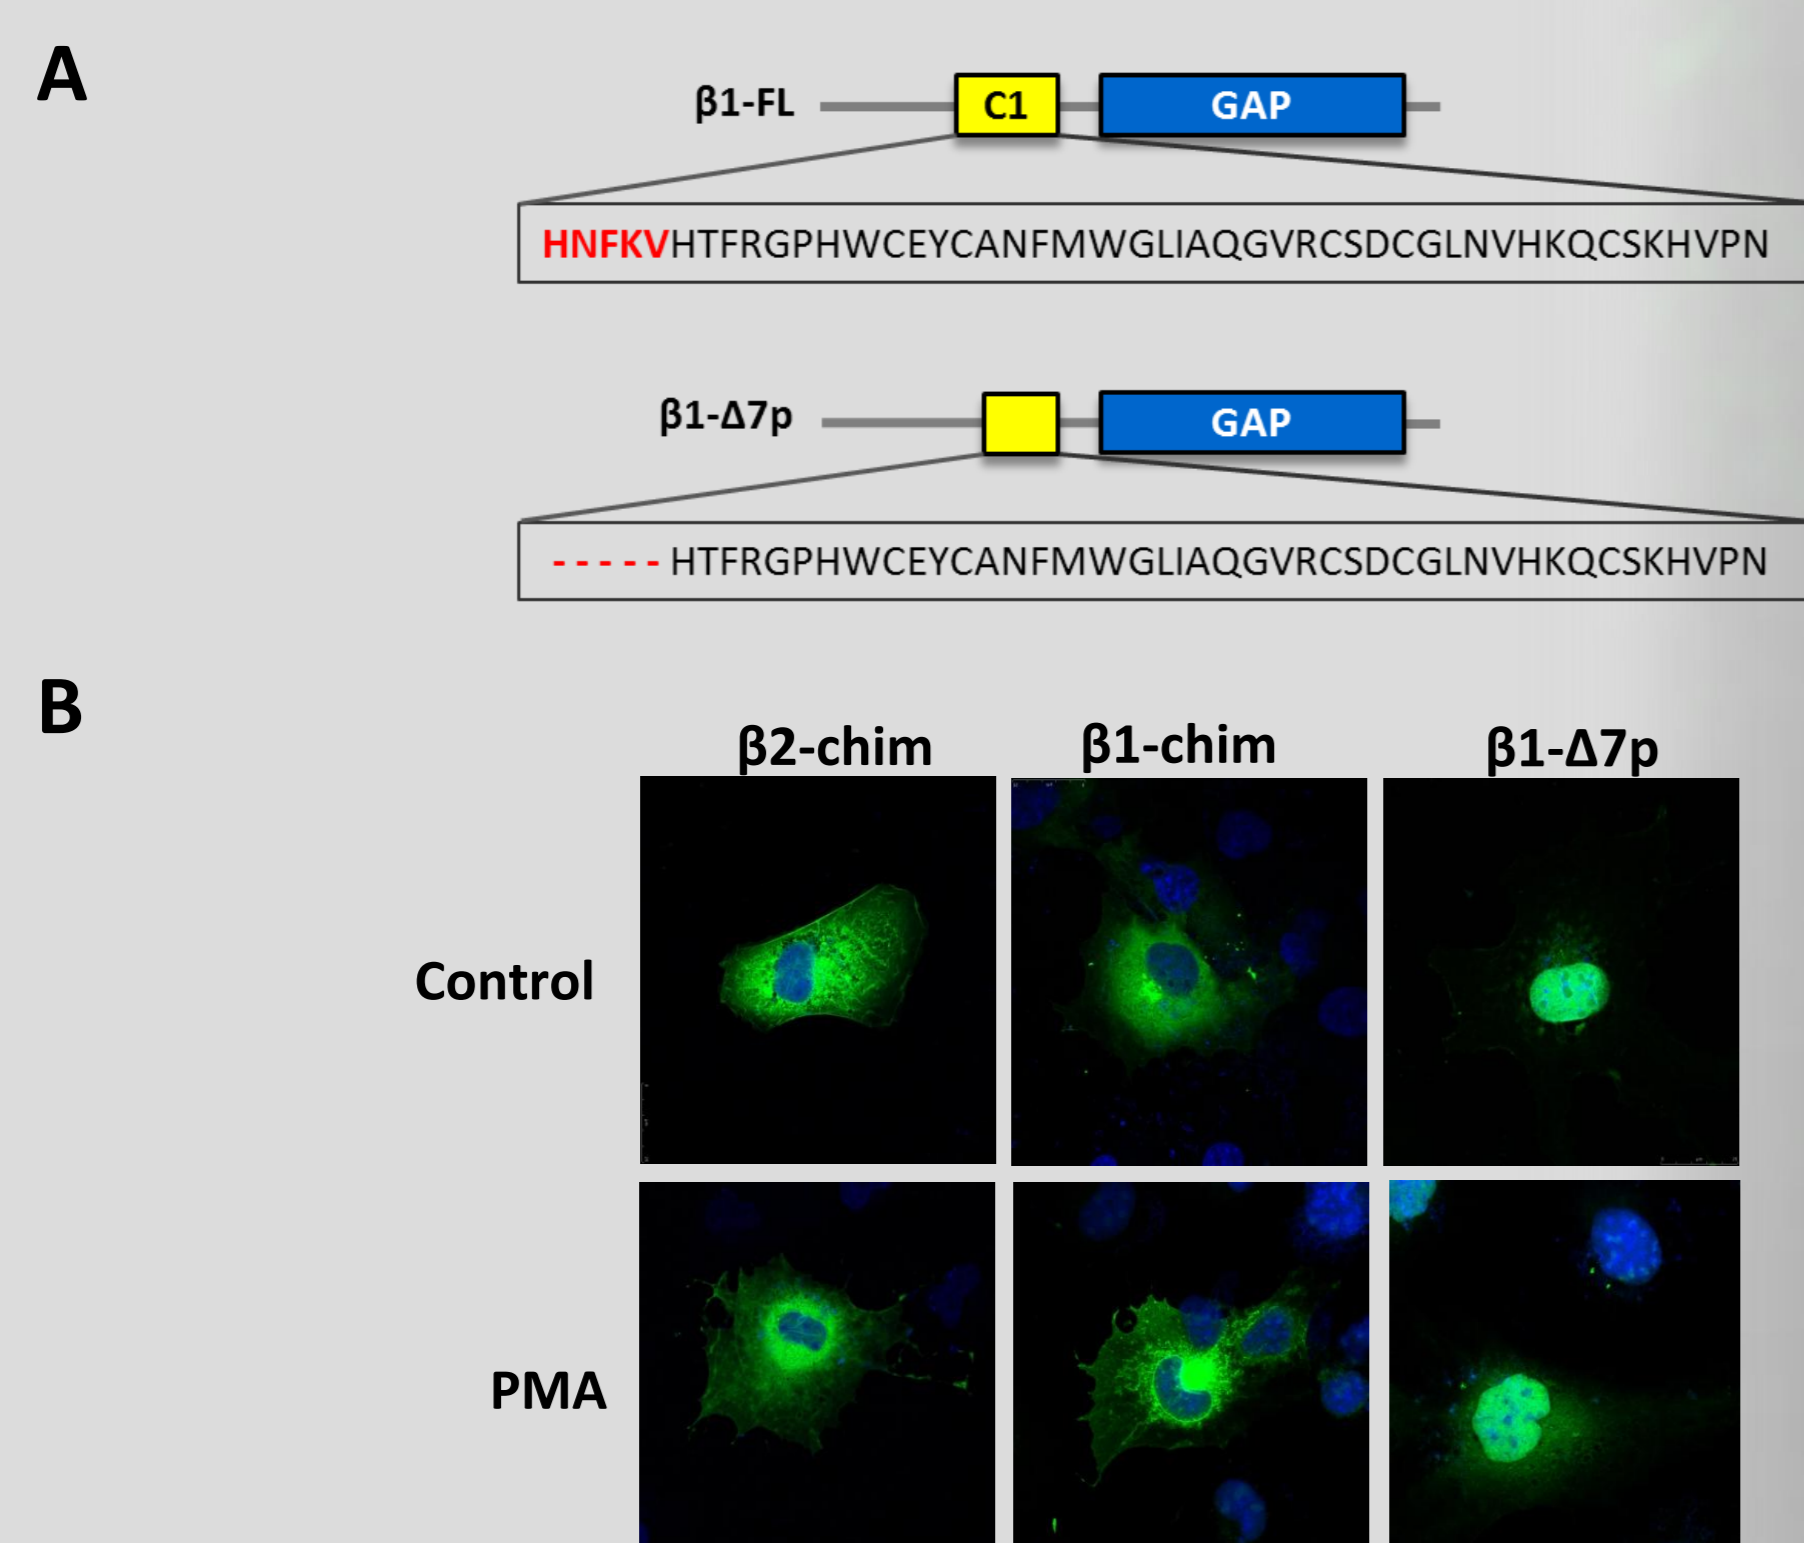 A
β1-FL
C1
GAP
HNFKVHTFRGPHWCEYCANFMWGLIAQGVRCSDCGLNVHKQCSKHVPN
β1-Δ7p
GAP
- - - - - HTFRGPHWCEYCANFMWGLIAQGVRCSDCGLNVHKQCSKHVPN
B
β2-chim
β1-chim
β1-Δ7p
Control
PMA